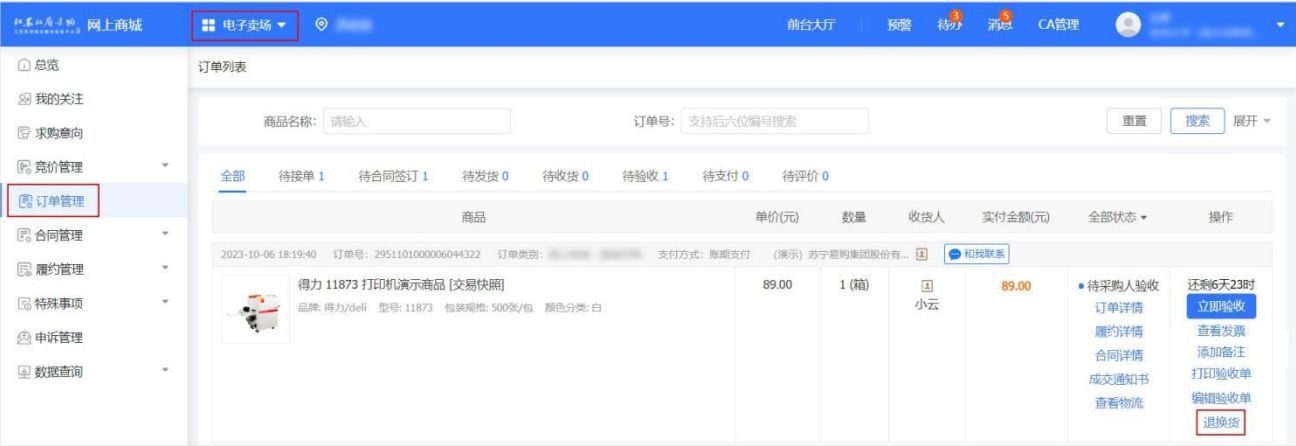 网上商城 电子卖场 前台大厅 预警 待办 3 消息 5 CA管理
总览
我的关注
求购意向
竞价管理
订单管理
合同管理
履约管理
特殊事项
申诉管理
数据查询
订单列表
商品名称: 请输入 订单号: 支持后六位编号搜索 重置 搜索 展开
全部 待接单 1 待合同签订 1 待发货 0 待收货 0 待验收 1 待支付 0 待评价 0
商品 单价(元) 数量 收货人 实付金额(元) 全部状态 操作
2023-10-06 18:19:40 订单号: 2951101000006044322 订单类别: 支付方式: 账期支付 (演示) 苏宁易购集团股份有... 和我联系
得力 11873 打印机演示商品 [交易快照] 89.00 1 (箱) 小云 89.00
品牌: 得力/deli 型号: 11873 包装规格: 500张/包 颜色分类: 白
待采购人验收
订单详情
履约详情
合同详情
成交通知书
查看物流
还剩6天23时
立即验收
查看发票
添加备注
打印验收单
编辑验收单
退换货